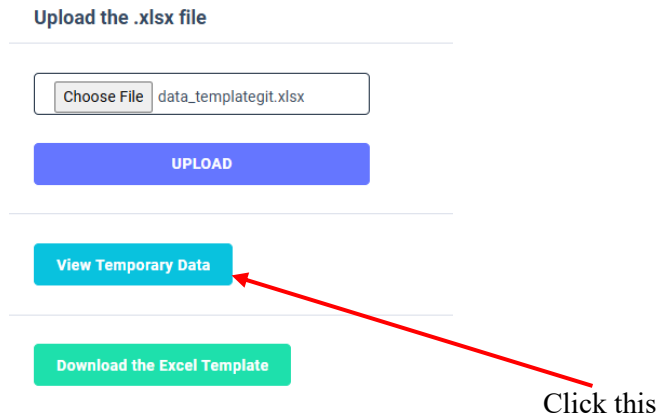 Upload the .xlsx file
Choose File data_templategit.xlsx
UPLOAD
View Temporary Data
Download the Excel Template
Click this